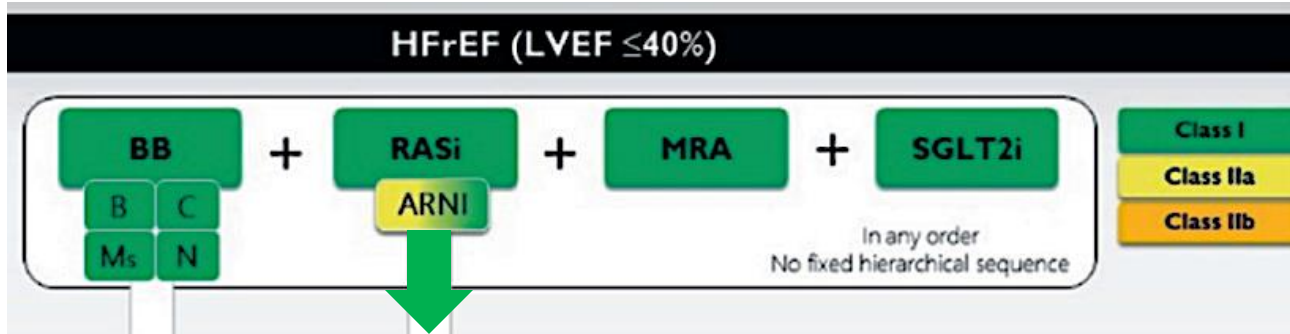 HFrEF (LVEF ≤40%)
BB + RASi + MRA + SGLT2i
B C
Ms N
ARNI
In any order
No fixed hierarchical sequence
Class I
Class IIa
Class IIb